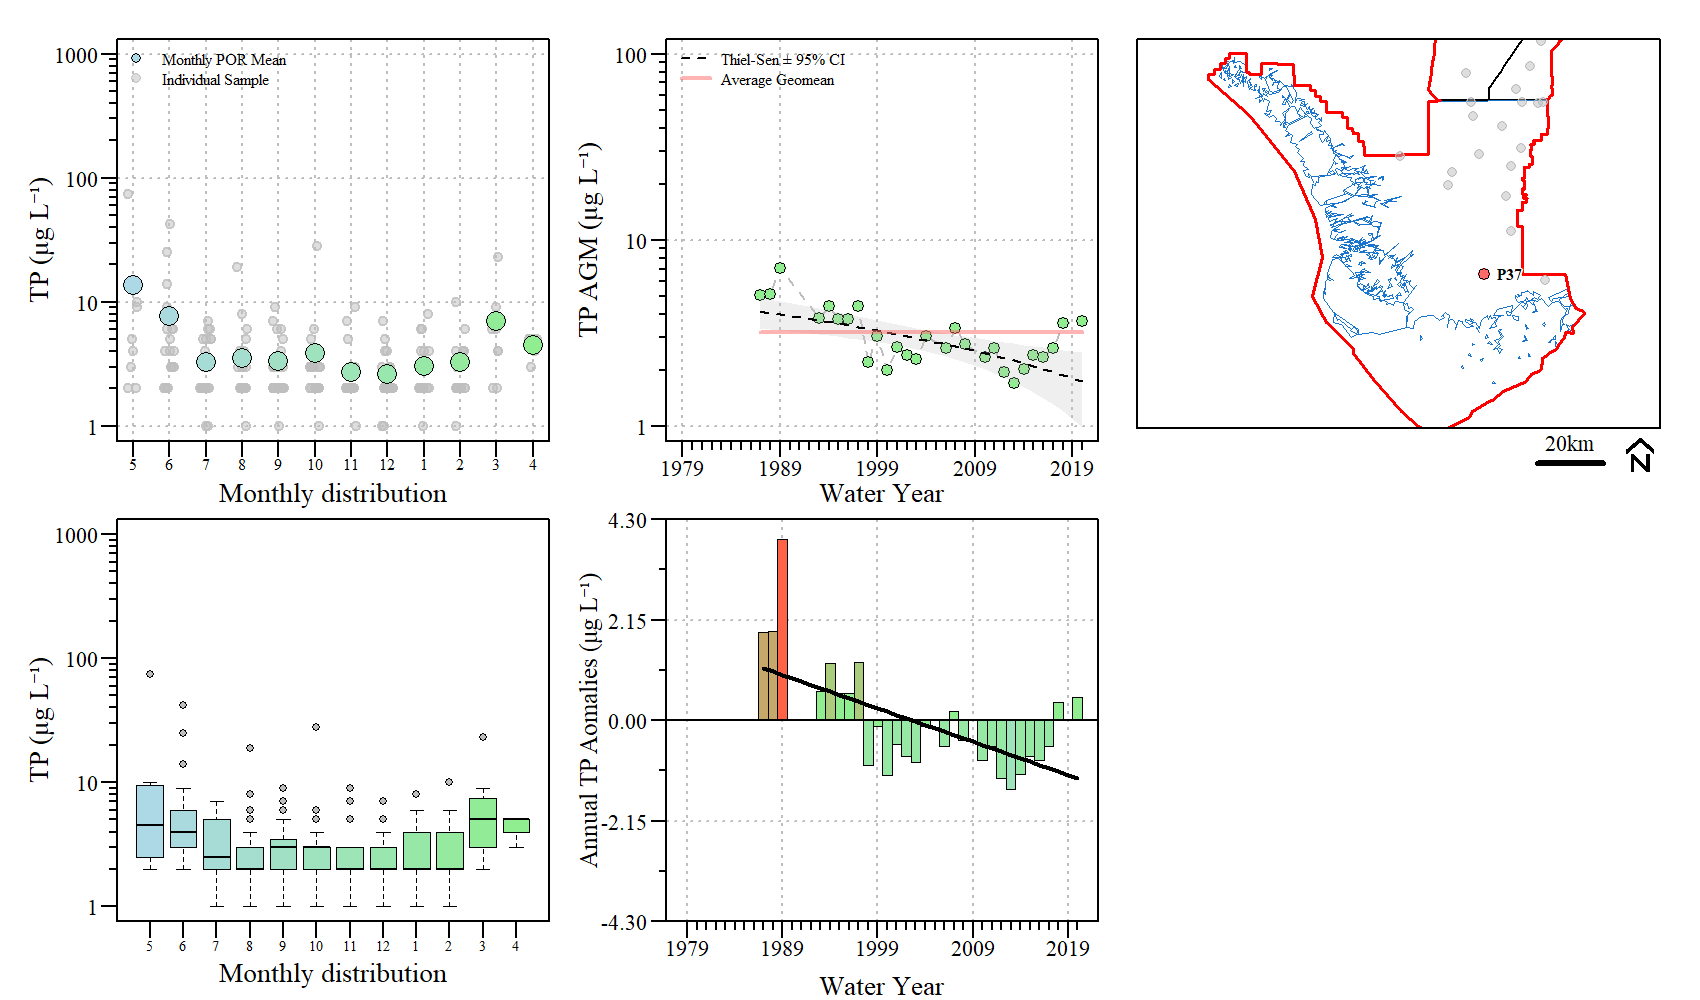 1000
100
10
1
TP (µg L⁻¹)
Monthly POR Mean
Individual Sample
5 6 7 8 9 10 11 12 1 2 3 4
Monthly distribution
100
10
1
TP AGM (µg L⁻¹)
Thiel-Sen ± 95% CI
Average Geomean
1979 1989 1999 2009 2019
Water Year
P37
20km
N
1000
100
10
1
TP (µg L⁻¹)
5 6 7 8 9 10 11 12 1 2 3 4
Monthly distribution
4.30
2.15
0.00
-2.15
-4.30
Annual TP Aomalies (µg L⁻¹)
1979 1989 1999 2009 2019
Water Year